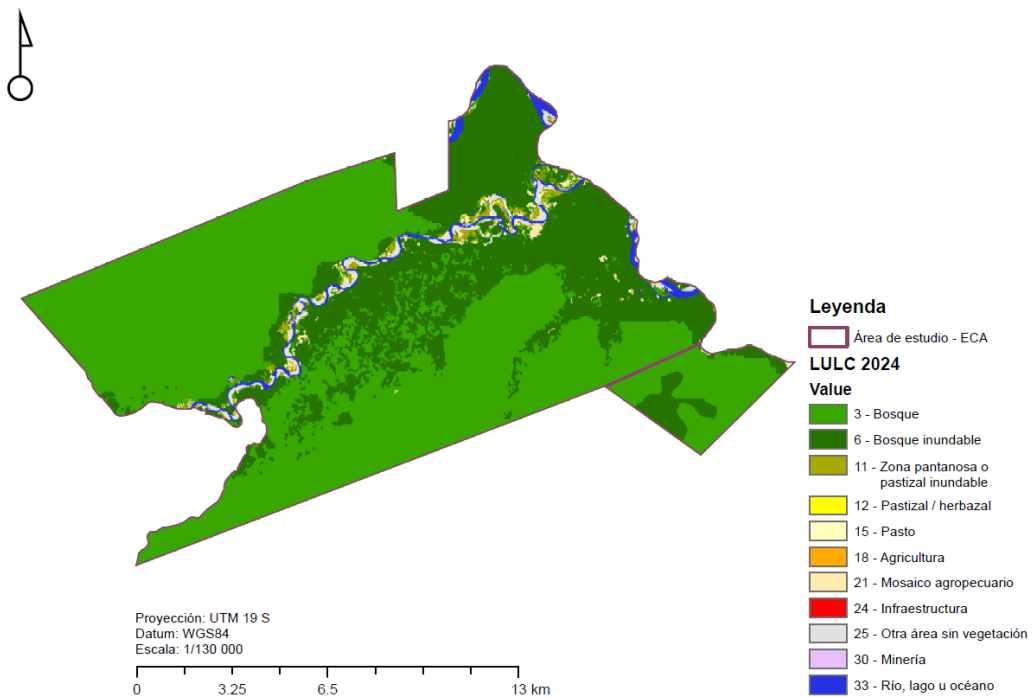 Leyenda
Área de estudio - ECA
LULC 2024
Value
3 - Bosque
6 - Bosque inundable
11 - Zona pantanosa o
pastizal inundable
12 - Pastizal / herbazal
15 - Pasto
18 - Agricultura
21 - Mosaico agropecuario
24 - Infraestructura
25 - Otra área sin vegetación
30 - Minería
33 - Río, lago u océano
Proyección: UTM 19 S
Datum: WGS84
Escala: 1/130 000
0 3.25 6.5 13 km